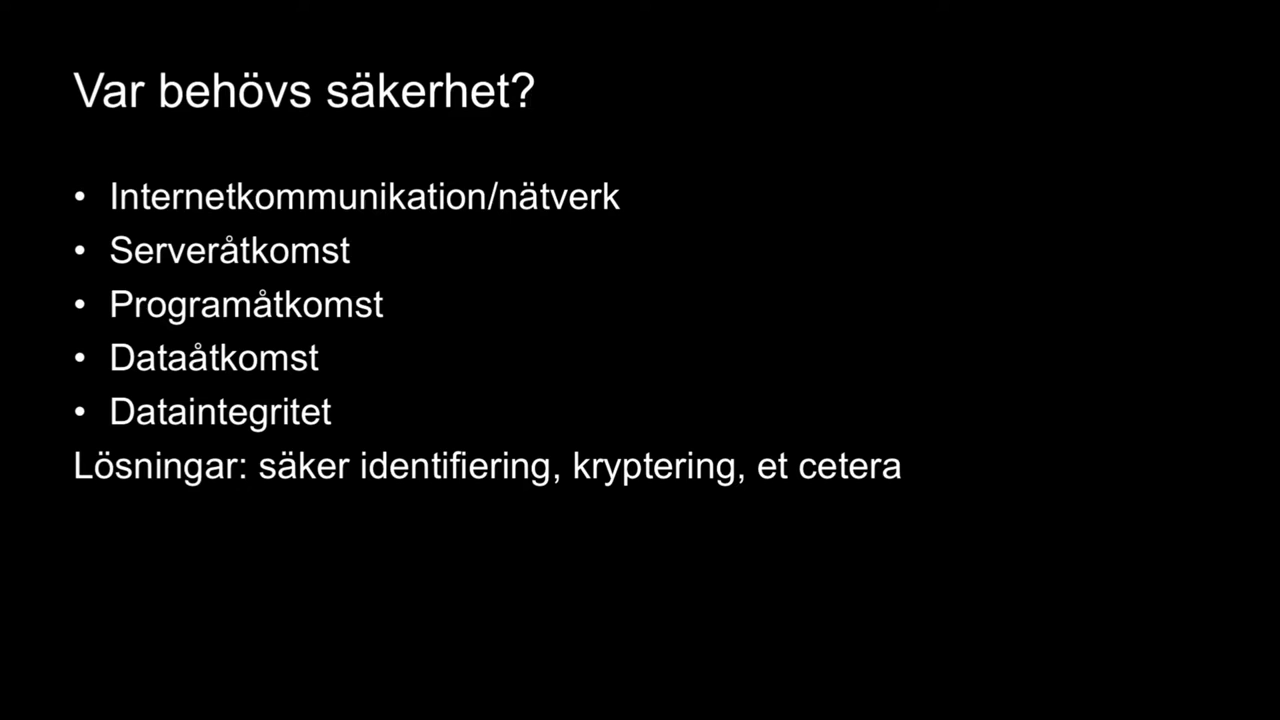 Var behövs säkerhet?
• Internetkommunikation/nätverk
• Serveråtkomst
• Programåtkomst
• Dataåtkomst
• Dataintegritet
Lösningar: säker identifiering, kryptering, et cetera